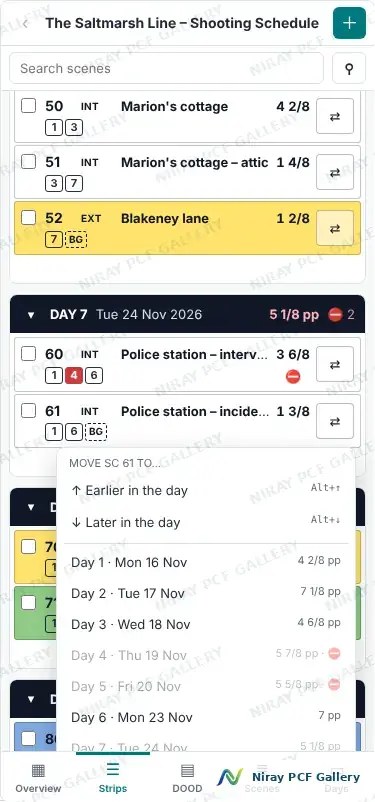 The Saltmarsh Line – Shooting Schedule
Search scenes
50 INT Marion's cottage 4 2/8
1 3
51 INT Marion's cottage – attic 1 4/8
3 7
52 EXT Blakeney lane 1 2/8
7 BG
DAY 7 Tue 24 Nov 2026 5 1/8 pp 2
60 INT Police station – interv… 3 6/8
1 4 6
61 INT Police station – incide… 1 3/8
1 6 BG
MOVE SC 61 TO…
↑ Earlier in the day Alt+↑
↓ Later in the day Alt+↓
Day 1 · Mon 16 Nov 4 2/8 pp
Day 2 · Tue 17 Nov 7 1/8 pp
Day 3 · Wed 18 Nov 4 6/8 pp
Day 4 · Thu 19 Nov 5 7/8 pp ·
Day 5 · Fri 20 Nov 5 5/8 pp ·
Day 6 · Mon 23 Nov 7 pp
Day 7 · Tue 24 Nov 5 1/8 pp
Overview Strips DOOD Scenes Days
Niray PCF Gallery
NIRAY PCF GALLERY